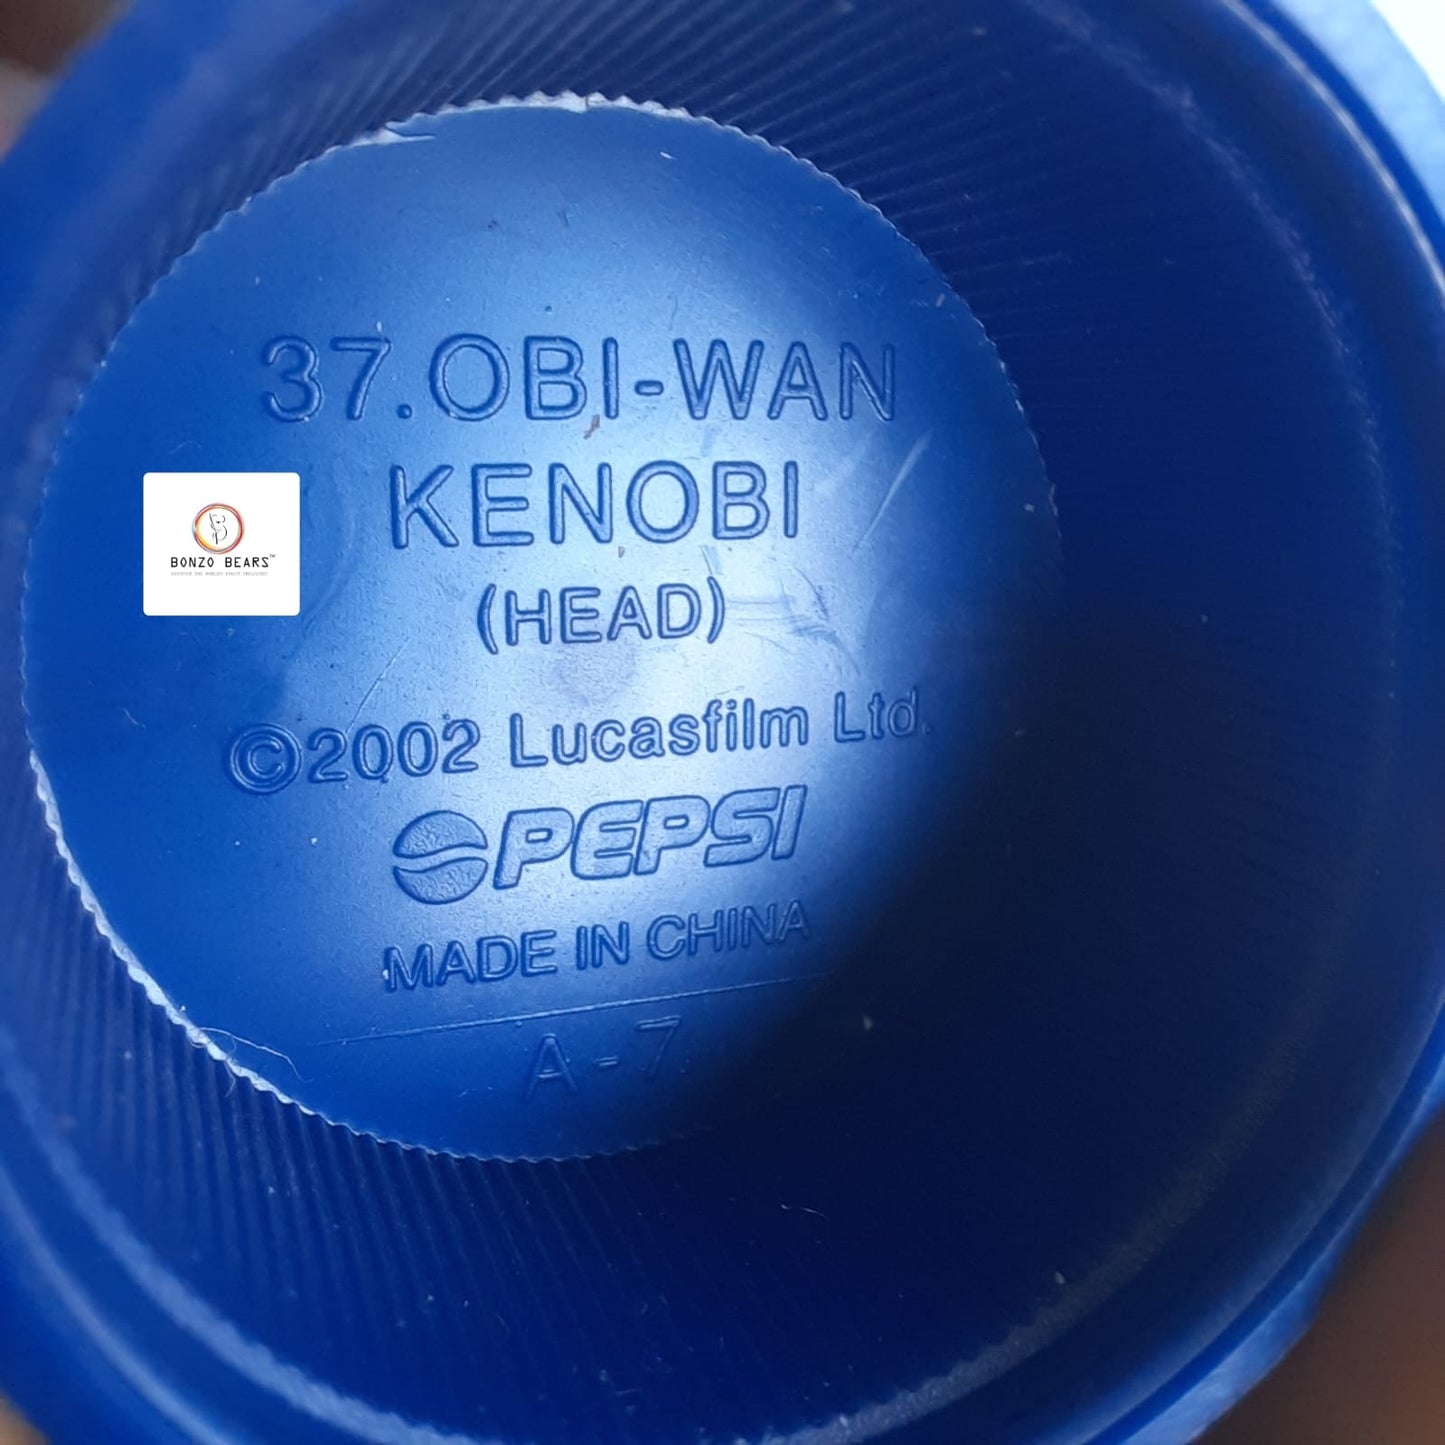 37.OBI-WAN
KENOBI
(HEAD)
©2002 Lucasfilm Ltd.
PEPSI
MADE IN CHINA
A-7
BONZO BEARS™